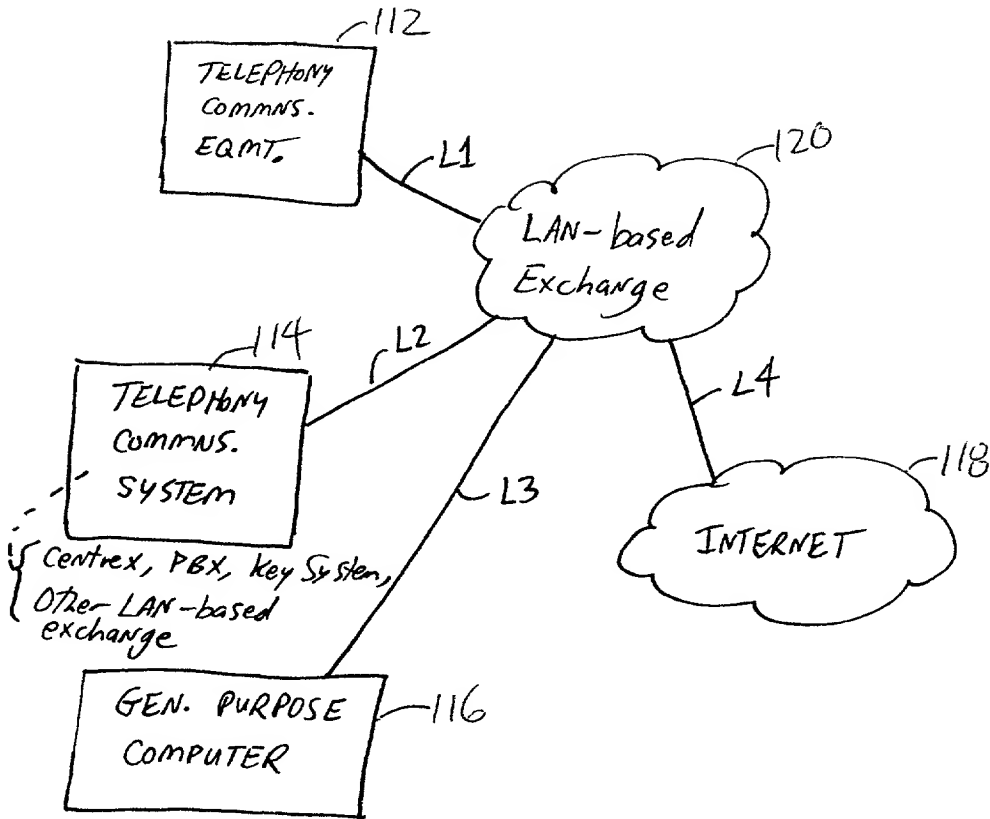 112
TELEPHONY
COMMNS.
EQMT.
L1
120
LAN-based
Exchange
114
L2
TELEPHONY
COMMNS.
SYSTEM
L4
118
L3
INTERNET
Centrex, PBX, Key System,
Other LAN-based
exchange
GEN. PURPOSE
COMPUTER
116